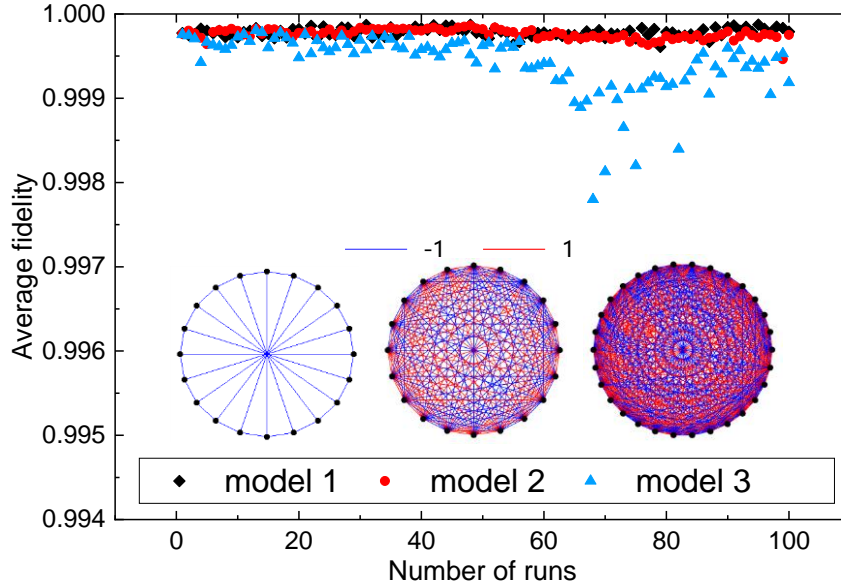 1.000
0.999
0.998
0.997
0.996
0.995
0.994
Average fidelity
-1 1
model 1 model 2 model 3
0 20 40 60 80 100
Number of runs